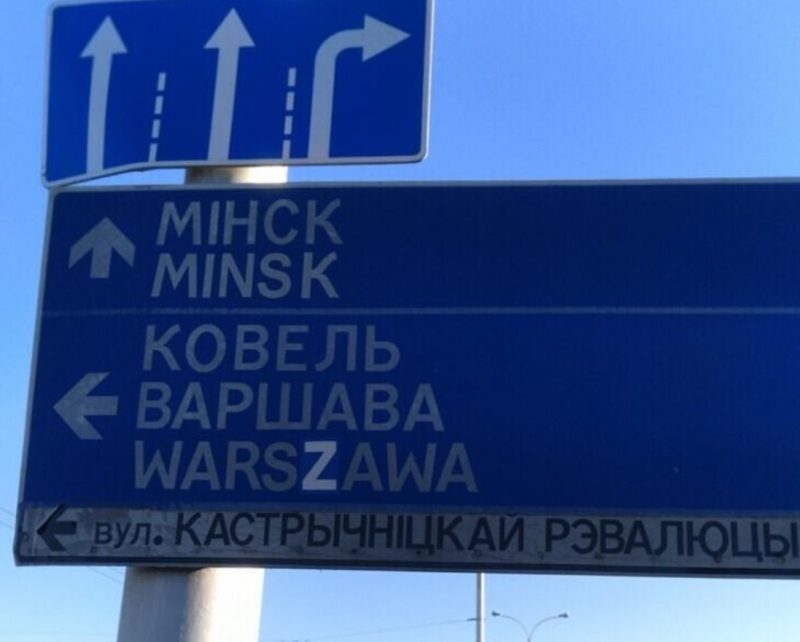 МІНСК
MINSK
КОВЕЛЬ
ВАРШАВА
WARSZAWA
вул. КАСТРЫЧНІЦКАЙ РЭВАЛЮЦЫ